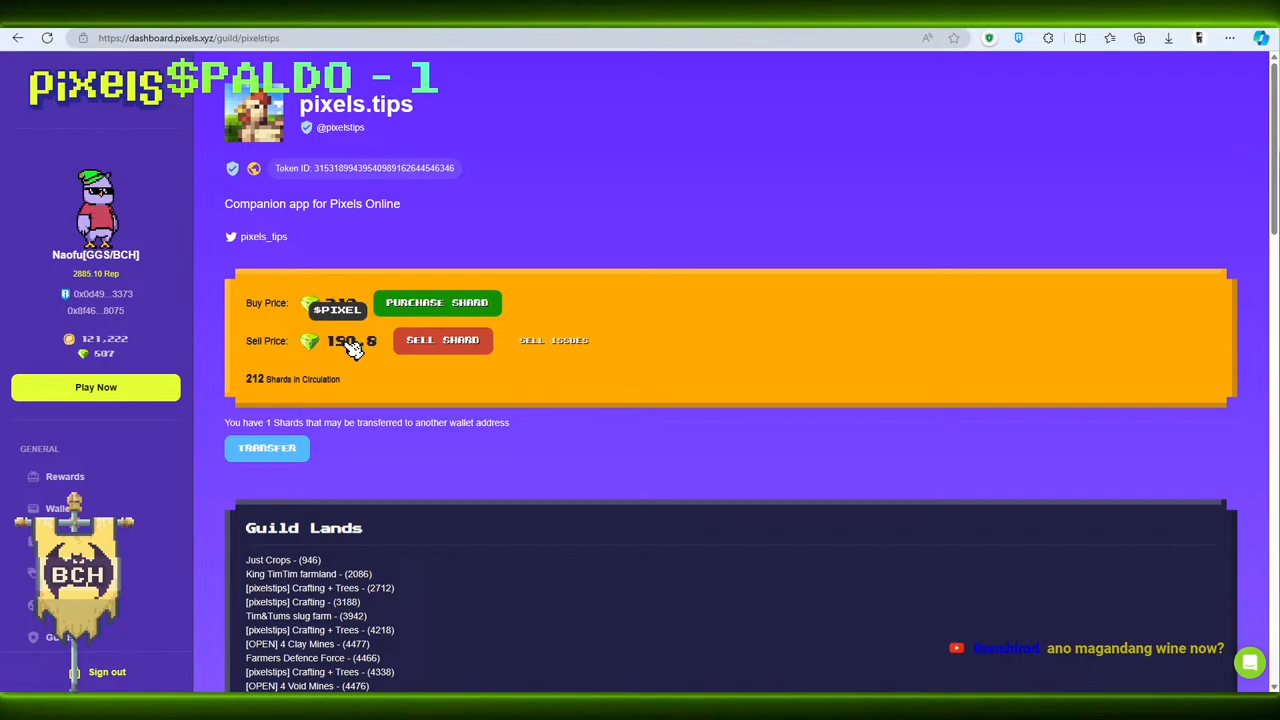 https://dashboard.pixels.xyz/guild/pixelstips
pixels
$PALDO - 1
pixels.tips
@pixelstips
Token ID: 31531899439540989162644546346
Companion app for Pixels Online
pixels_tips
Naofu[GGS/BCH]
2885.10 Rep
0x0d49...3373
0x8f46...8075
121,222
507
Play Now
GENERAL
Rewards
Walle
BCH
Sign out
Buy Price:
PURCHASE SHARD
$PIXEL
Sell Price:
190.8
SELL SHARD
SELL ISSUES
212 Shards in Circulation
You have 1 Shards that may be transferred to another wallet address
TRANSFER
Guild Lands
Just Crops - (946)
King TimTim farmland - (2086)
[pixelstips] Crafting + Trees - (2712)
[pixelstips] Crafting - (3188)
Tim&Tums slug farm - (3942)
[pixelstips] Crafting + Trees - (4218)
[OPEN] 4 Clay Mines - (4477)
Farmers Defence Force - (4466)
[pixelstips] Crafting + Trees - (4338)
[OPEN] 4 Void Mines - (4476)
ano magandang wine now?